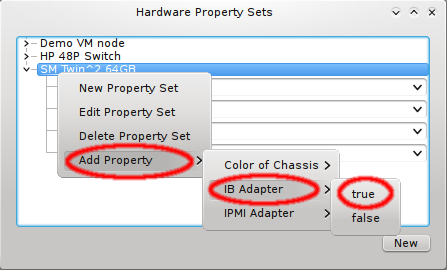 Hardware Property Sets
Demo VM node
HP 48P Switch
SM Twin^2 64GB
New Property Set
Edit Property Set
Delete Property Set
Add Property
Color of Chassis
IB Adapter
true
IPMI Adapter
false
New